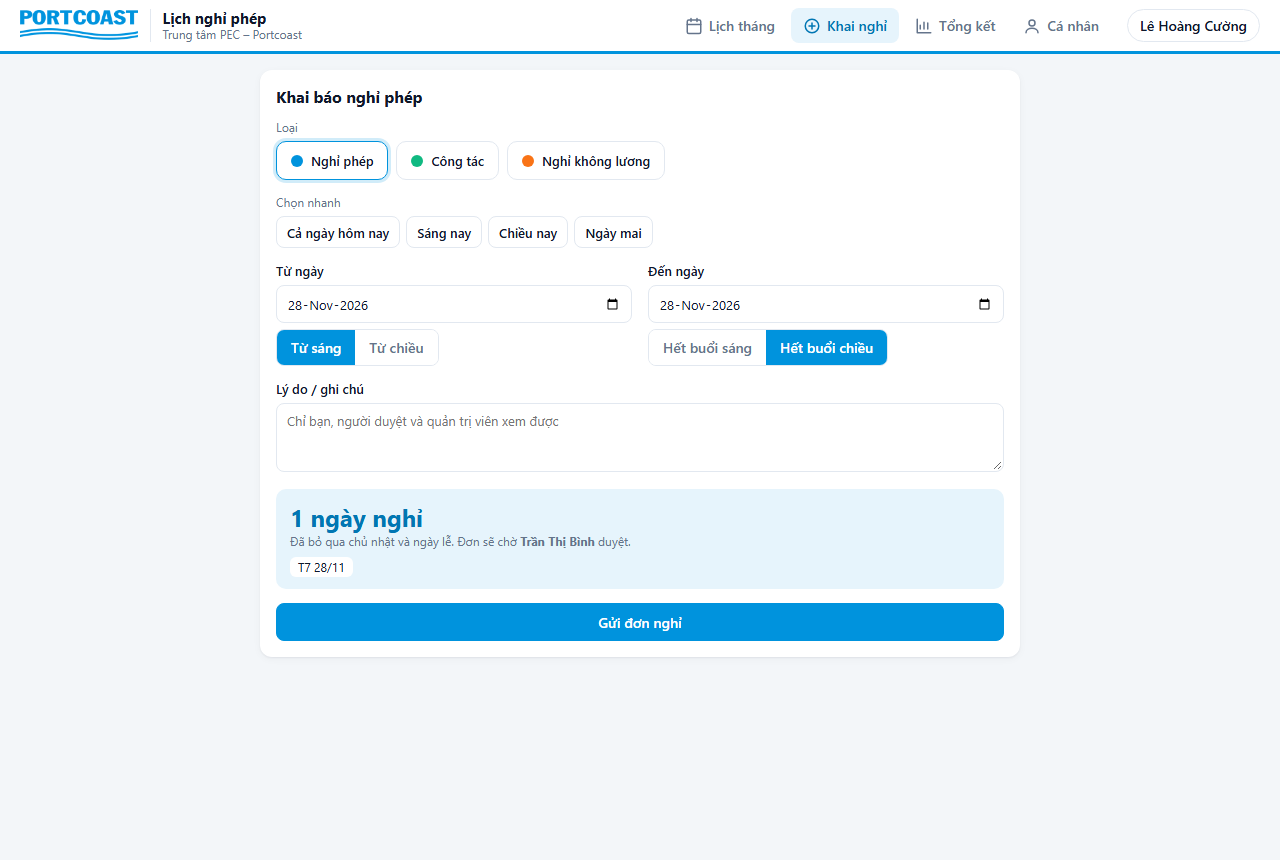 PORTCOAST
Lịch nghỉ phép
Trung tâm PEC – Portcoast
Lịch tháng
Khai nghỉ
Tổng kết
Cá nhân
Lê Hoàng Cường
Khai báo nghỉ phép
Loại
Nghỉ phép
Công tác
Nghỉ không lương
Chọn nhanh
Cả ngày hôm nay
Sáng nay
Chiều nay
Ngày mai
Từ ngày
Đến ngày
28-Nov-2026
28-Nov-2026
Từ sáng
Từ chiều
Hết buổi sáng
Hết buổi chiều
Lý do / ghi chú
Chỉ bạn, người duyệt và quản trị viên xem được
1 ngày nghỉ
Đã bỏ qua chủ nhật và ngày lễ. Đơn sẽ chờ Trần Thị Bình duyệt.
T7 28/11
Gửi đơn nghỉ